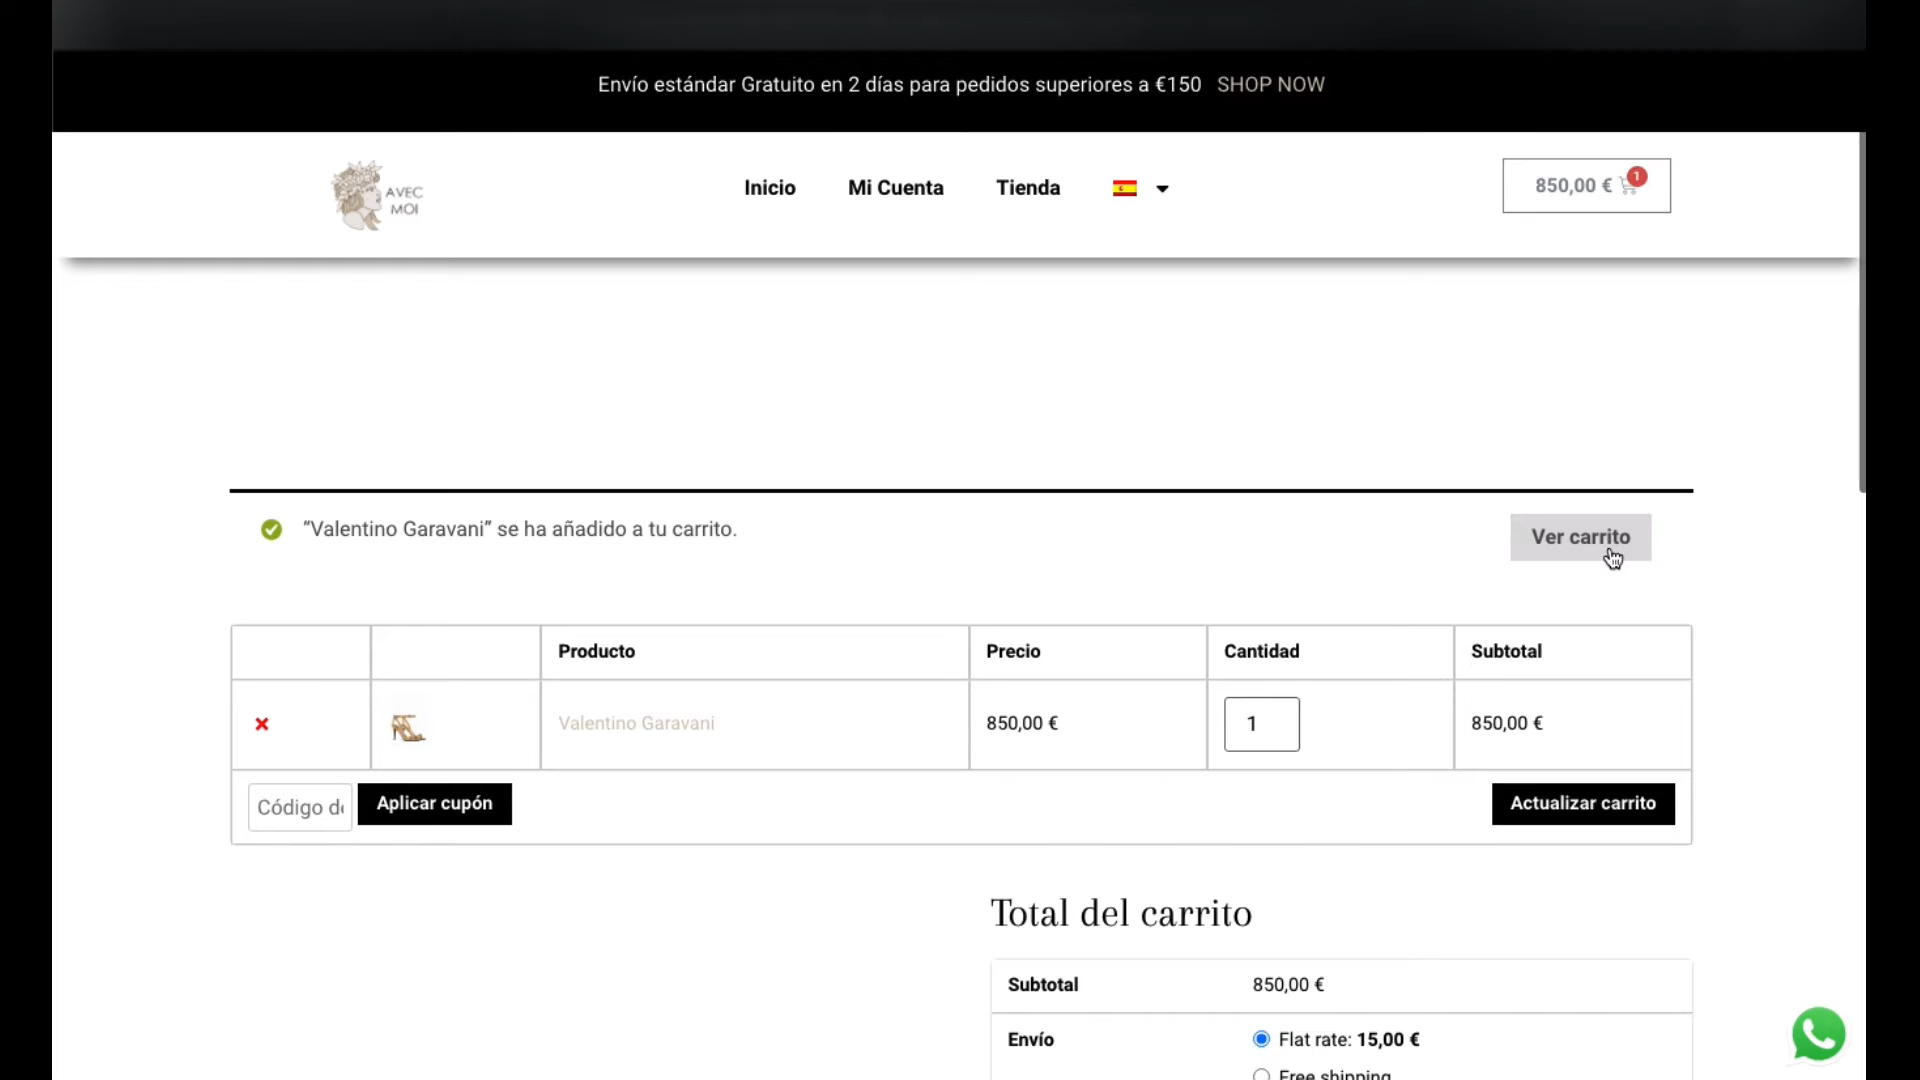 Envío estándar Gratuito en 2 días para pedidos superiores a €150 SHOP NOW
AVEC
MOI
Inicio Mi Cuenta Tienda
850,00 € 1
“Valentino Garavani” se ha añadido a tu carrito.
Ver carrito
Producto Precio Cantidad Subtotal
Valentino Garavani 850,00 € 1 850,00 €
Código de Aplicar cupón Actualizar carrito
Total del carrito
Subtotal 850,00 €
Envío Flat rate: 15,00 €
Free shipping